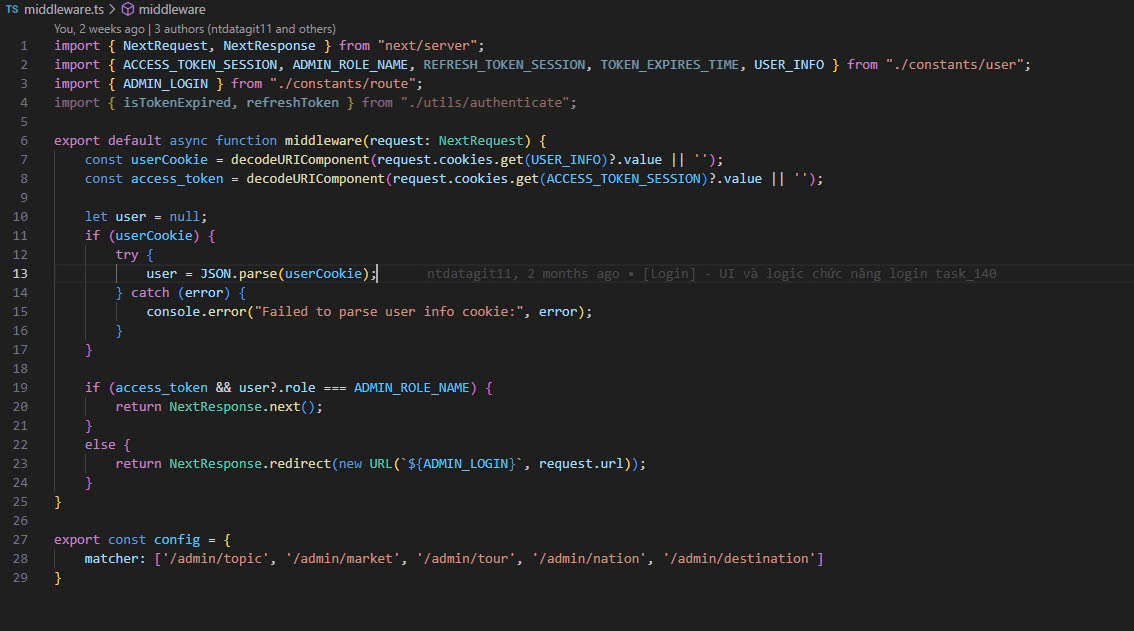 TS middleware.ts > middleware
You, 2 weeks ago | 3 authors (ntdatagit11 and others)
1 import { NextRequest, NextResponse } from "next/server";
2 import { ACCESS_TOKEN_SESSION, ADMIN_ROLE_NAME, REFRESH_TOKEN_SESSION, TOKEN_EXPIRES_TIME, USER_INFO } from "./constants/user";
3 import { ADMIN_LOGIN } from "./constants/route";
4 import { isTokenExpired, refreshToken } from "./utils/authenticate";
5
6 export default async function middleware(request: NextRequest) {
7     const userCookie = decodeURIComponent(request.cookies.get(USER_INFO)?.value || '');
8     const access_token = decodeURIComponent(request.cookies.get(ACCESS_TOKEN_SESSION)?.value || '');
9
10     let user = null;
11     if (userCookie) {
12         try {
13             user = JSON.parse(userCookie); ntdatagit11, 2 months ago • [Login] - UI và logic chức năng login task_140
14         } catch (error) {
15             console.error("Failed to parse user info cookie:", error);
16         }
17     }
18
19     if (access_token && user?.role === ADMIN_ROLE_NAME) {
20         return NextResponse.next();
21     }
22     else {
23         return NextResponse.redirect(new URL(`${ADMIN_LOGIN}`, request.url));
24     }
25 }
26
27 export const config = {
28     matcher: ['/admin/topic', '/admin/market', '/admin/tour', '/admin/nation', '/admin/destination']
29 }